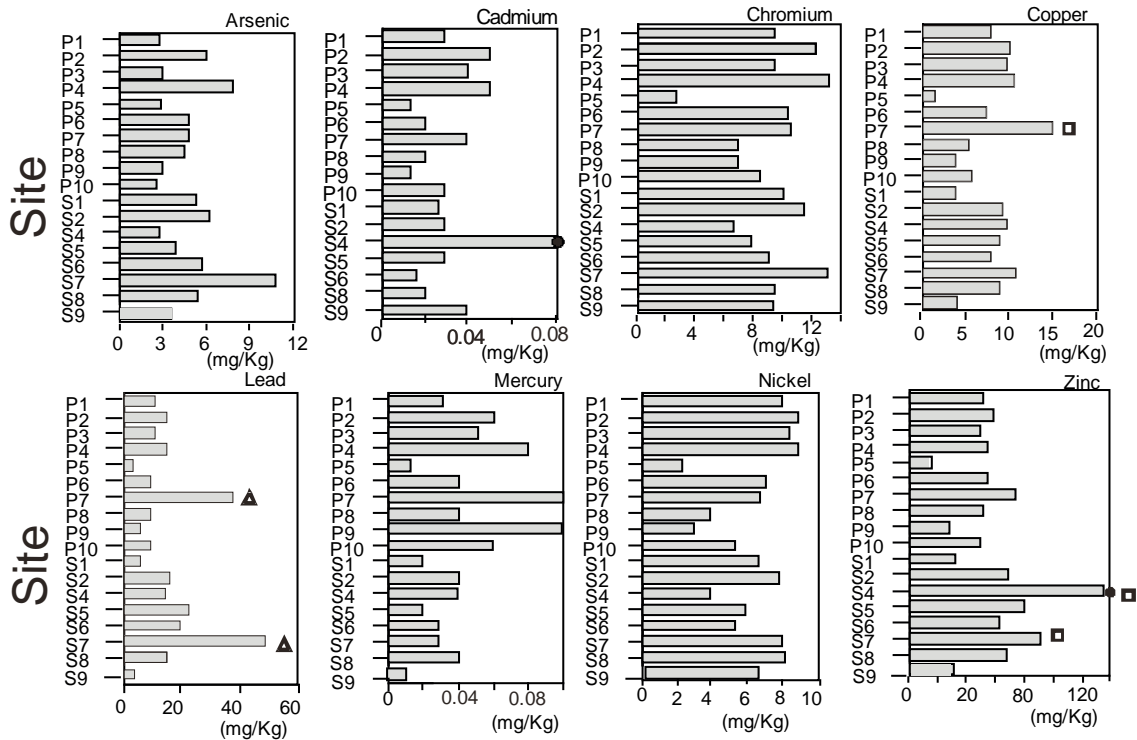 Site
Arsenic
P1
P2
P3
P4
P5
P6
P7
P8
P9
P10
S1
S2
S4
S5
S6
S7
S8
S9
0 3 6 9 12
(mg/Kg)
Cadmium
P1
P2
P3
P4
P5
P6
P7
P8
P9
P10
S1
S2
S4
S5
S6
S8
S9
0 0.04 0.08
(mg/Kg)
Chromium
P1
P2
P3
P4
P5
P6
P7
P8
P9
P10
S1
S2
S4
S5
S6
S7
S8
S9
0 4 8 12
(mg/Kg)
Copper
P1
P2
P3
P4
P5
P6
P7
P8
P9
P10
S1
S2
S4
S5
S6
S7
S8
S9
0 5 10 15 20
(mg/Kg)
Site
Lead
P1
P2
P3
P4
P5
P6
P7
P8
P9
P10
S1
S2
S4
S5
S6
S7
S8
S9
0 20 40 60
(mg/Kg)
Mercury
P1
P2
P3
P4
P5
P6
P7
P8
P9
P10
S1
S2
S4
S5
S6
S7
S8
S9
0 0.04 0.08
(mg/Kg)
Nickel
P1
P2
P3
P4
P5
P6
P7
P8
P9
P10
S1
S2
S4
S5
S6
S7
S8
S9
0 2 4 6 8 10
(mg/Kg)
Zinc
P1
P2
P3
P4
P5
P6
P7
P8
P9
P10
S1
S2
S4
S5
S6
S7
S8
S9
0 20 80 120
(mg/Kg)